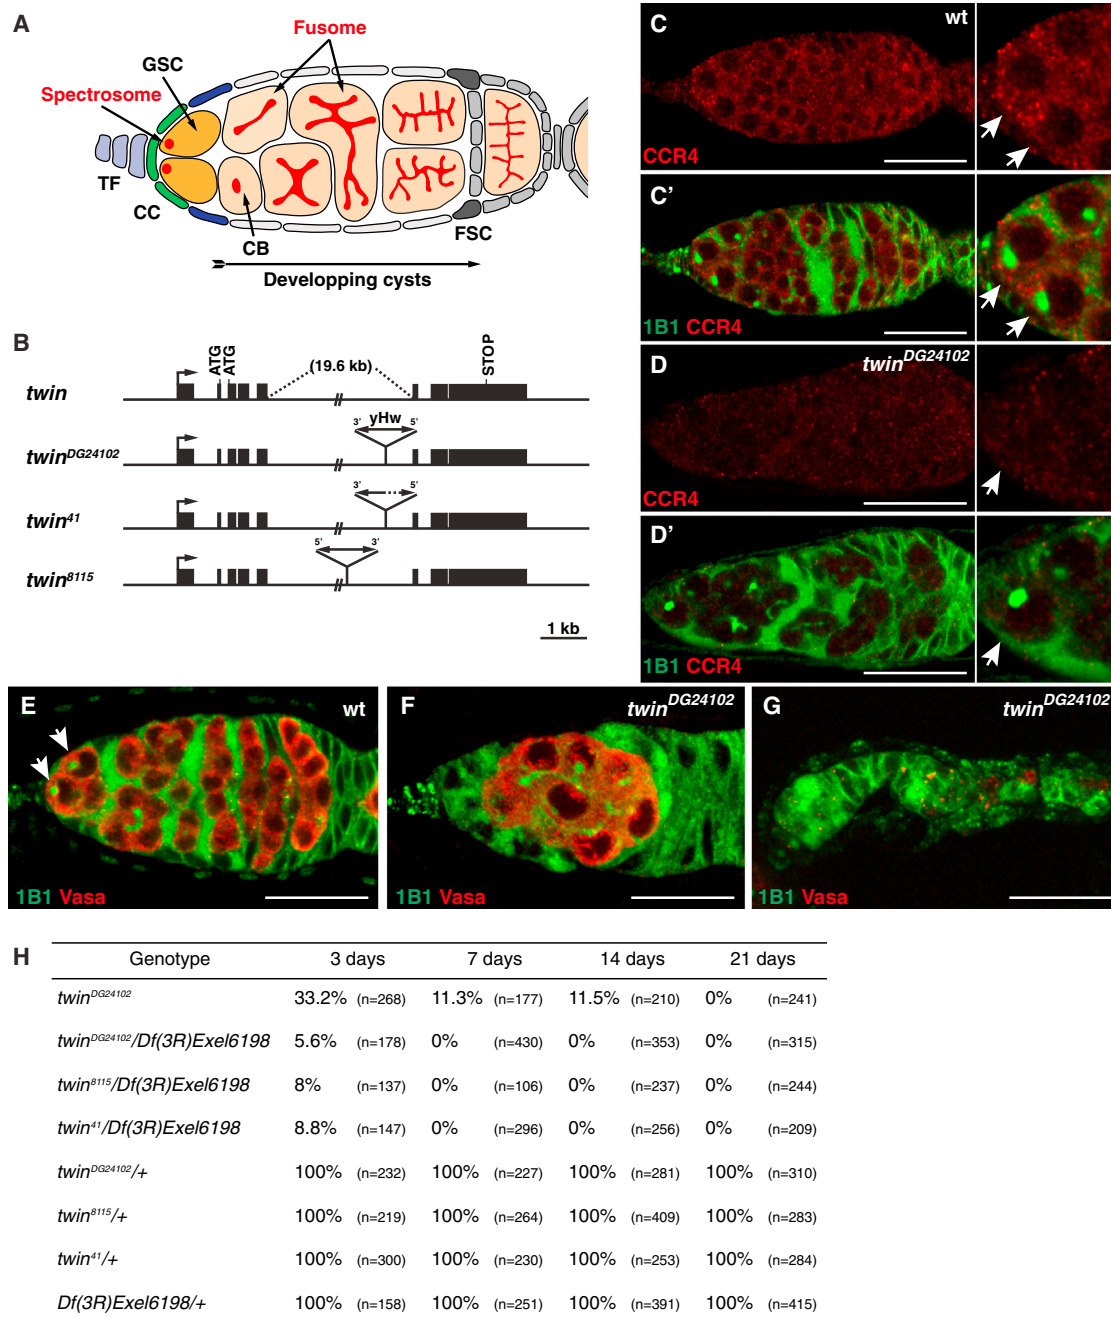 A
Fusome
GSC
Spectrosome
TF
CC
CB
FSC
Developping cysts
B
ATG
ATG
(19.6 kb)
STOP
twin
3' yHw 5'
twinDG24102
3' 5'
twin41
5' 3'
twin8115
1 kb
C
wt
CCR4
C'
1B1 CCR4
D
twinDG24102
CCR4
D'
1B1 CCR4
E
wt
1B1 Vasa
F
twinDG24102
1B1 Vasa
G
twinDG24102
1B1 Vasa
H
Genotype 3 days 7 days 14 days 21 days
twinDG24102 33.2% (n=268) 11.3% (n=177) 11.5% (n=210) 0% (n=241)
twinDG24102/Df(3R)Exel6198 5.6% (n=178) 0% (n=430) 0% (n=353) 0% (n=315)
twin8115/Df(3R)Exel6198 8% (n=137) 0% (n=106) 0% (n=237) 0% (n=244)
twin41/Df(3R)Exel6198 8.8% (n=147) 0% (n=296) 0% (n=256) 0% (n=209)
twinDG24102/+ 100% (n=232) 100% (n=227) 100% (n=281) 100% (n=310)
twin8115/+ 100% (n=219) 100% (n=264) 100% (n=409) 100% (n=283)
twin41/+ 100% (n=300) 100% (n=230) 100% (n=253) 100% (n=284)
Df(3R)Exel6198/+ 100% (n=158) 100% (n=251) 100% (n=391) 100% (n=415)